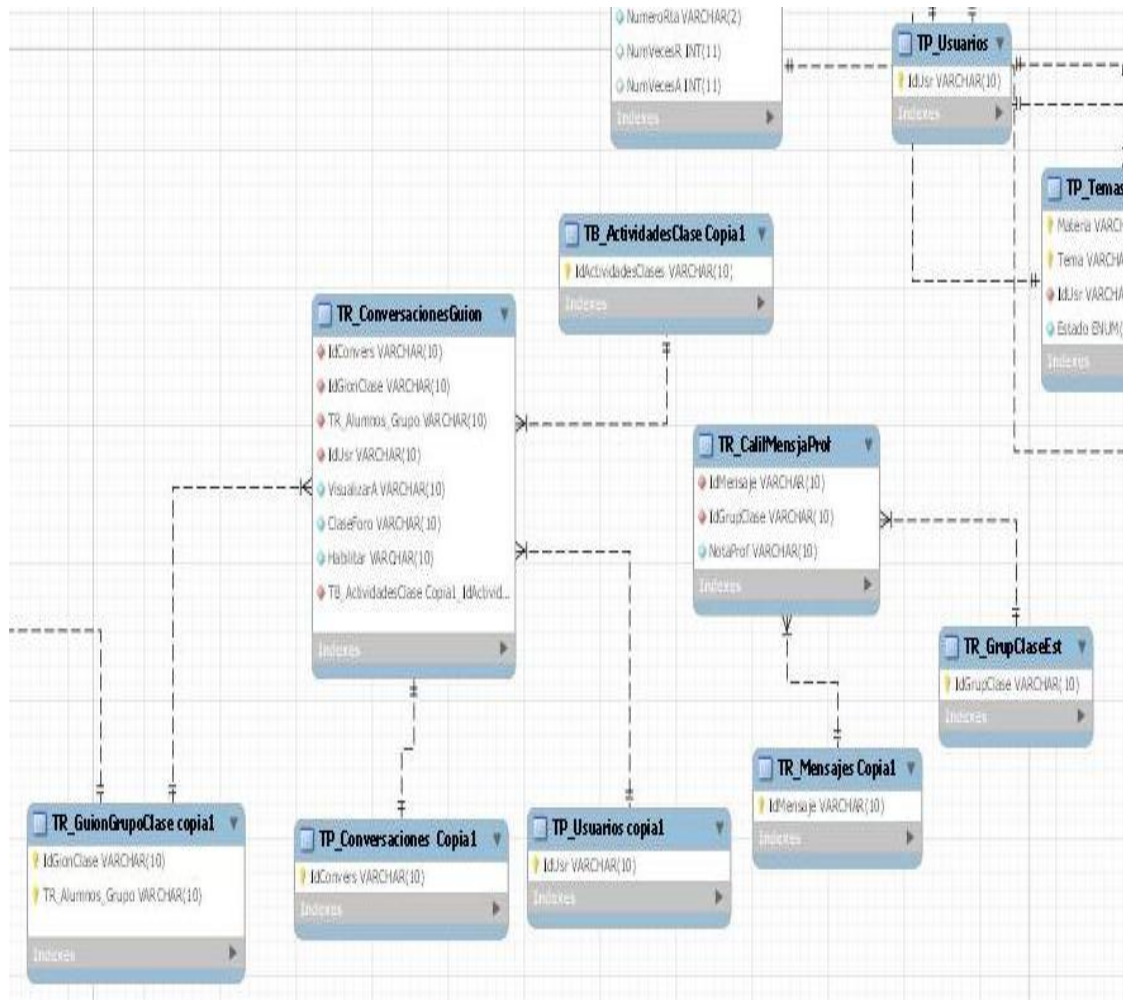 NumeroRta VARCHAR(2)
NumVecesR INT(11)
NumVecesA INT(11)
Indexes
TP_Usuarios
IdUsr VARCHAR(10)
Indexes
TP_Temas
Materia
Tema
IdUsr
Estado ENUM(
Indexes
TB_ActividadesClase Copia1
IdActividadesClases VARCHAR(10)
Indexes
TR_ConversacionesGuion
IdConvers VARCHAR(10)
IdGionClase VARCHAR(10)
TR_Alumnos_Grupo VARCHAR(10)
IdUsr VARCHAR(10)
VisualizarA VARCHAR(10)
ClaseForo VARCHAR(10)
Habilitar VARCHAR(10)
TB_ActividadesClase Copia1_IdActivid...
Indexes
TR_CalifMensjaProf
IdMensaje VARCHAR(10)
IdGrupClase VARCHAR(10)
NotaProf VARCHAR(10)
Indexes
TR_GrupClaseEst
IdGrupClase VARCHAR(10)
Indexes
TR_Mensajes Copia1
IdMensaje VARCHAR(10)
Indexes
TR_GuionGrupoClase copia1
IdGionClase VARCHAR(10)
TR_Alumnos_Grupo VARCHAR(10)
Indexes
TP_Conversaciones Copia1
IdConvers VARCHAR(10)
Indexes
TP_Usuarios copia1
IdUsr VARCHAR(10)
Indexes